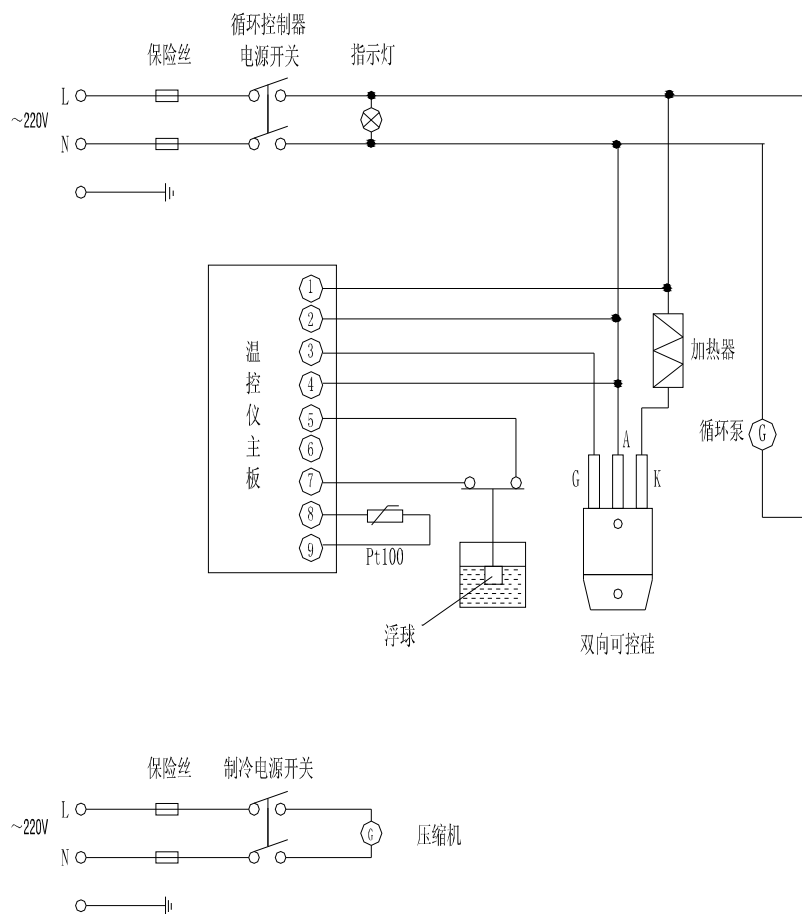 循环控制器
保险丝 电源开关 指示灯
L
~220V
N
1
2
3
4
5
6
7
8
9
温控仪主板
加热器
循环泵 G
A
G K
Pt100
浮球
双向可控硅
保险丝 制冷电源开关
L
~220V
G 压缩机
N